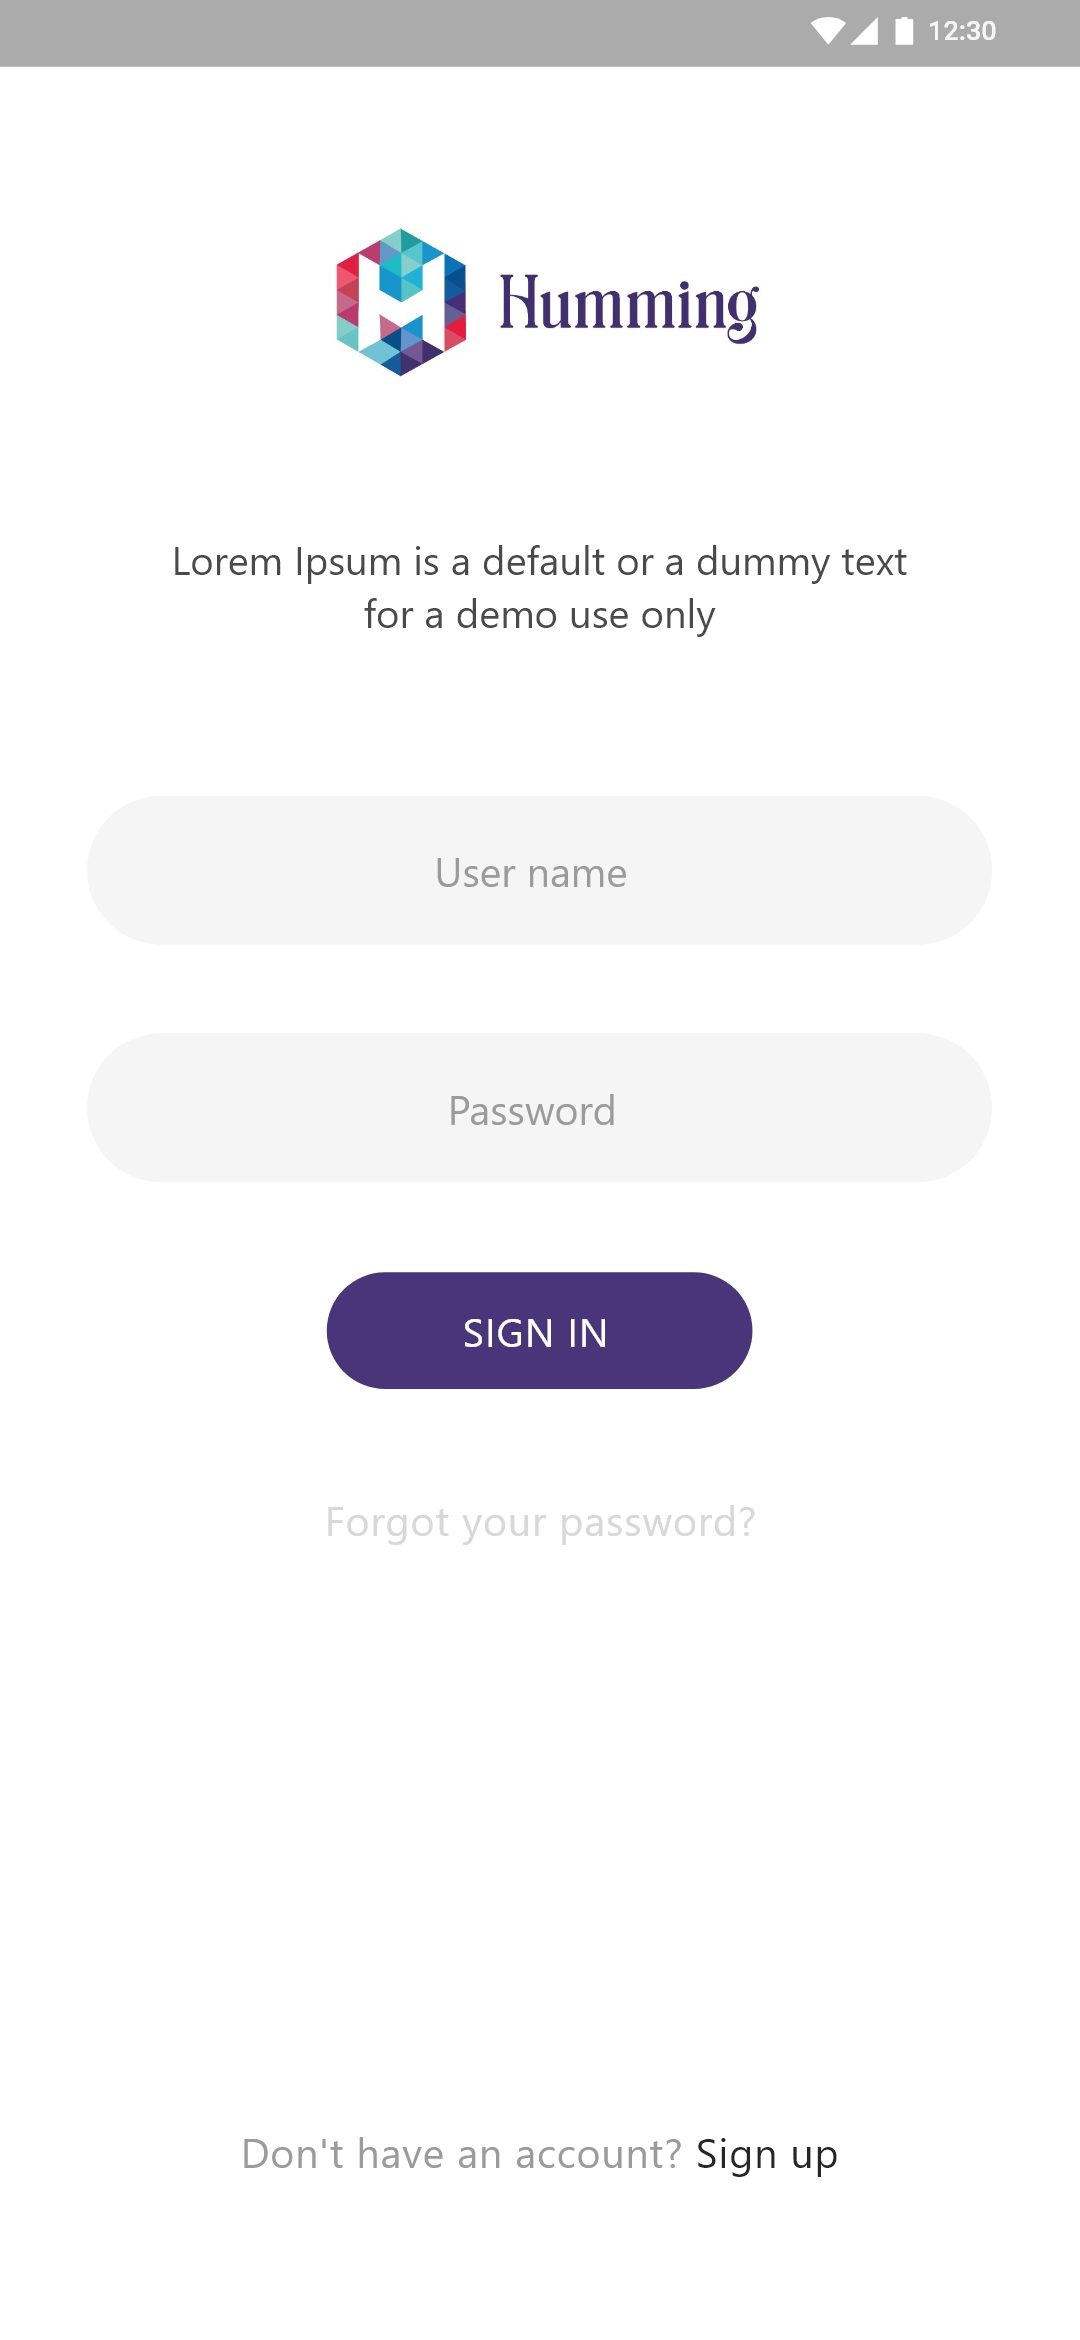 12:30
Humming
Lorem Ipsum is a default or a dummy text
for a demo use only
User name
Password
SIGN IN
Forgot your password?
Don't have an account? Sign up